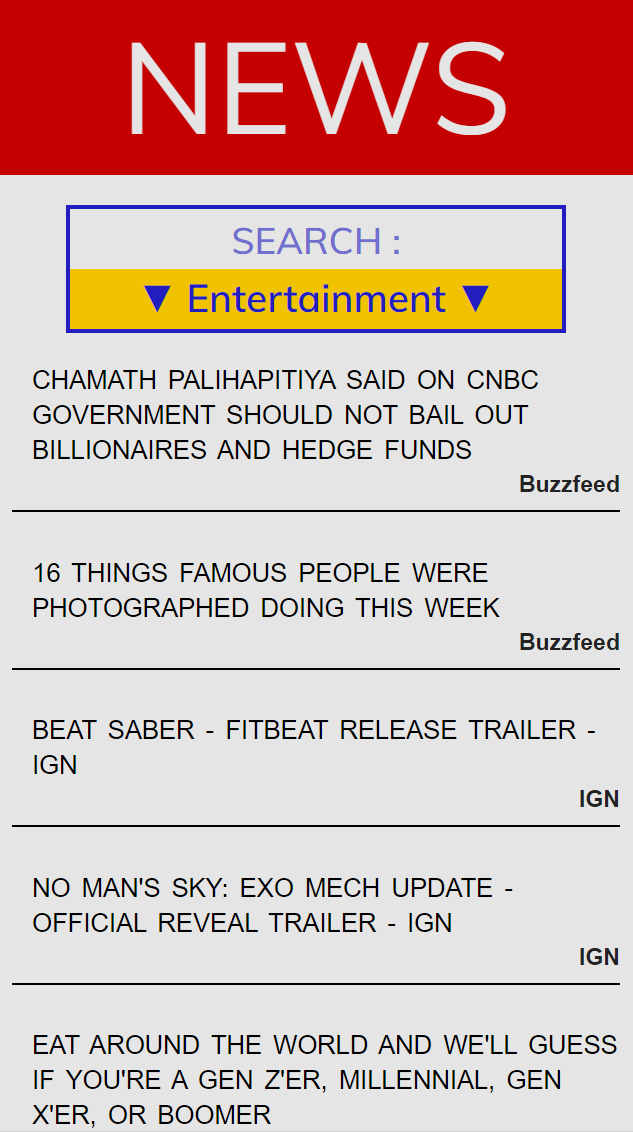 NEWS
SEARCH :
▼ Entertainment ▼
CHAMATH PALIHAPITIYA SAID ON CNBC
GOVERNMENT SHOULD NOT BAIL OUT
BILLIONAIRES AND HEDGE FUNDS
Buzzfeed
16 THINGS FAMOUS PEOPLE WERE
PHOTOGRAPHED DOING THIS WEEK
Buzzfeed
BEAT SABER - FITBEAT RELEASE TRAILER -
IGN
IGN
NO MAN'S SKY: EXO MECH UPDATE -
OFFICIAL REVEAL TRAILER - IGN
IGN
EAT AROUND THE WORLD AND WE'LL GUESS
IF YOU'RE A GEN Z'ER, MILLENNIAL, GEN
X'ER, OR BOOMER